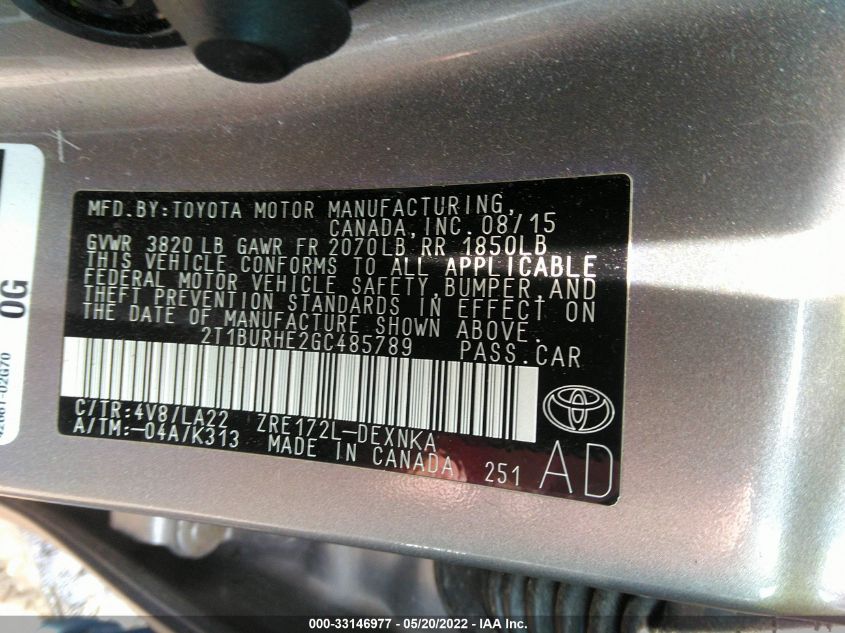 MFD.BY:TOYOTA MOTOR MANUFACTURING,
CANADA,INC. 08/15
GVWR 3820 LB GAWR FR 2070LB RR 1850LB
THIS VEHICLE CONFORMS TO ALL APPLICABLE
FEDERAL MOTOR VEHICLE SAFETY, BUMPER, AND
THEFT PREVENTION STANDARDS IN EFFECT ON
THE DATE OF MANUFACTURE SHOWN ABOVE.
2T1BURHE2GC485789 PASS.CAR
C/TR:4V8/LA22 ZRE172L-DEXNKA
A/TM:-04A/K313 MADE IN CANADA 251
AD
0G
000-33146977 - 05/20/2022 - IAA Inc.